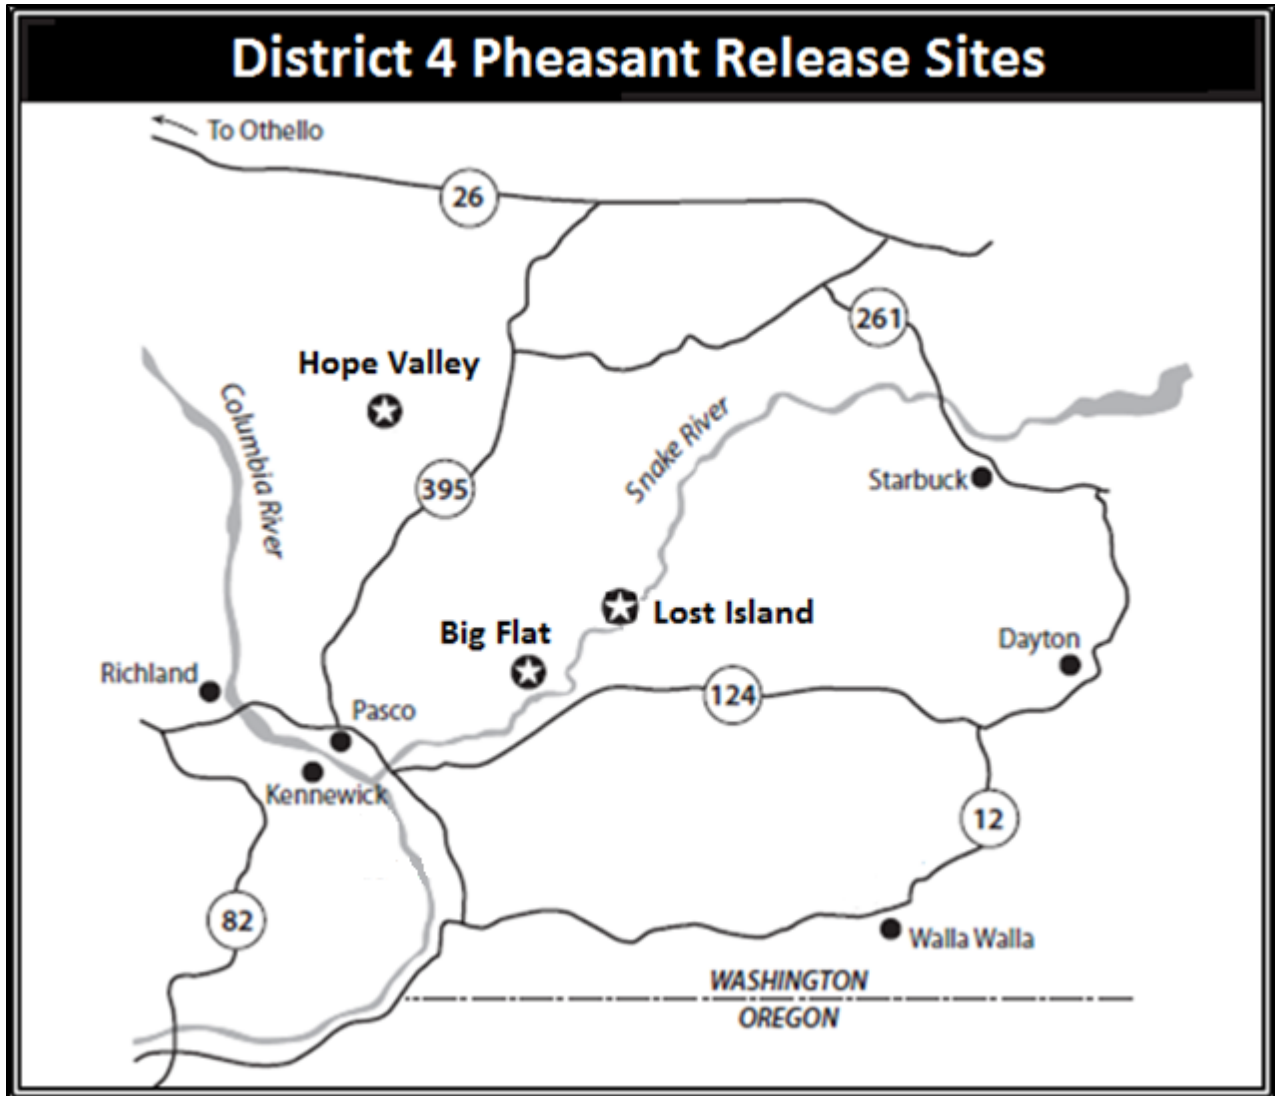 District 4 Pheasant Release Sites
To Othello
26
261
Hope Valley
Columbia River
Snake River
395
Starbuck
Lost Island
Big Flat
Dayton
Richland
124
Pasco
Kennewick
12
82
Walla Walla
WASHINGTON
OREGON